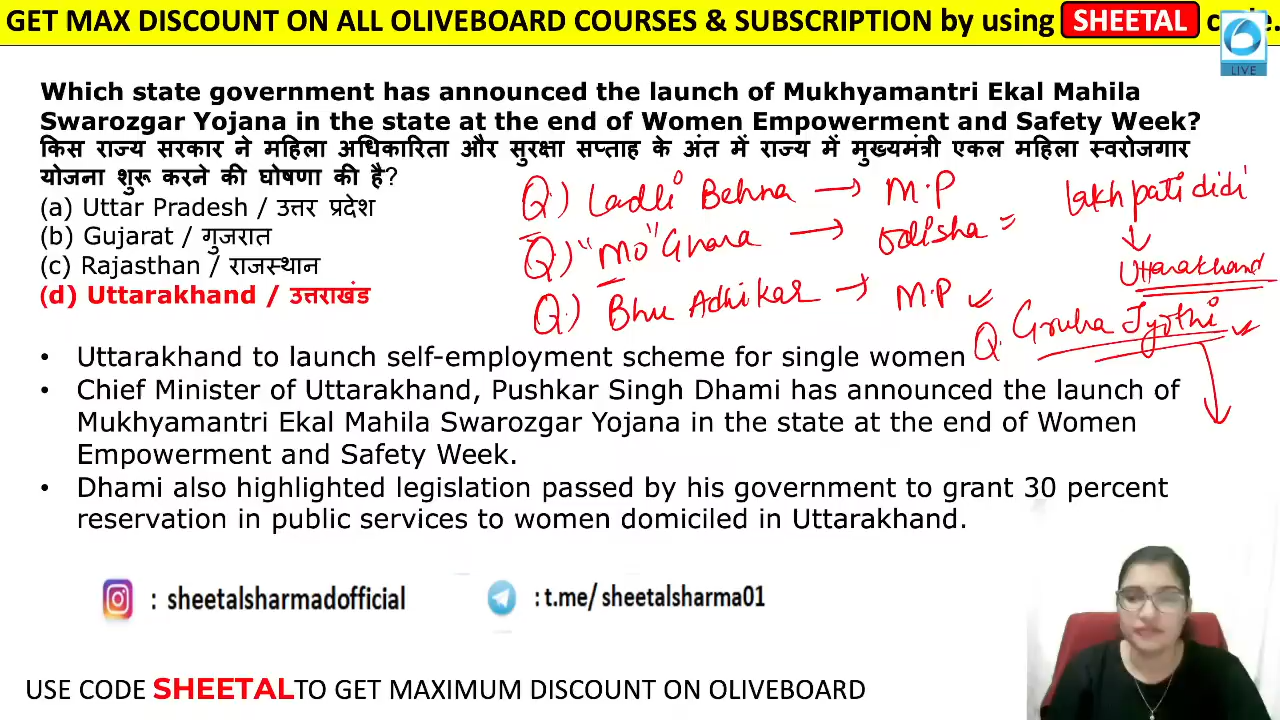 GET MAX DISCOUNT ON ALL OLIVEBOARD COURSES & SUBSCRIPTION by using SHEETAL code.
LIVE
Which state government has announced the launch of Mukhyamantri Ekal Mahila
Swarozgar Yojana in the state at the end of Women Empowerment and Safety Week?
किस राज्य सरकार ने महिला अधिकारिता और सुरक्षा सप्ताह के अंत में राज्य में मुख्यमंत्री एकल महिला स्वरोजगार
योजना शुरू करने की घोषणा की है?
(a) Uttar Pradesh / उत्तर प्रदेश
(b) Gujarat / गुजरात
(c) Rajasthan / राजस्थान
(d) Uttarakhand / उत्तराखंड
Q) Ladli Behna → M.P
Q) "Mo" Ghara → Odisha =
Q) Bhu Adhikar → M.P
lakhpati didi
↓
Uttarakhand
Q. Gruha Jyothi
• Uttarakhand to launch self-employment scheme for single women
• Chief Minister of Uttarakhand, Pushkar Singh Dhami has announced the launch of
Mukhyamantri Ekal Mahila Swarozgar Yojana in the state at the end of Women
Empowerment and Safety Week.
• Dhami also highlighted legislation passed by his government to grant 30 percent
reservation in public services to women domiciled in Uttarakhand.
: sheetalsharmadofficial
: t.me/ sheetalsharma01
USE CODE SHEETALTO GET MAXIMUM DISCOUNT ON OLIVEBOARD